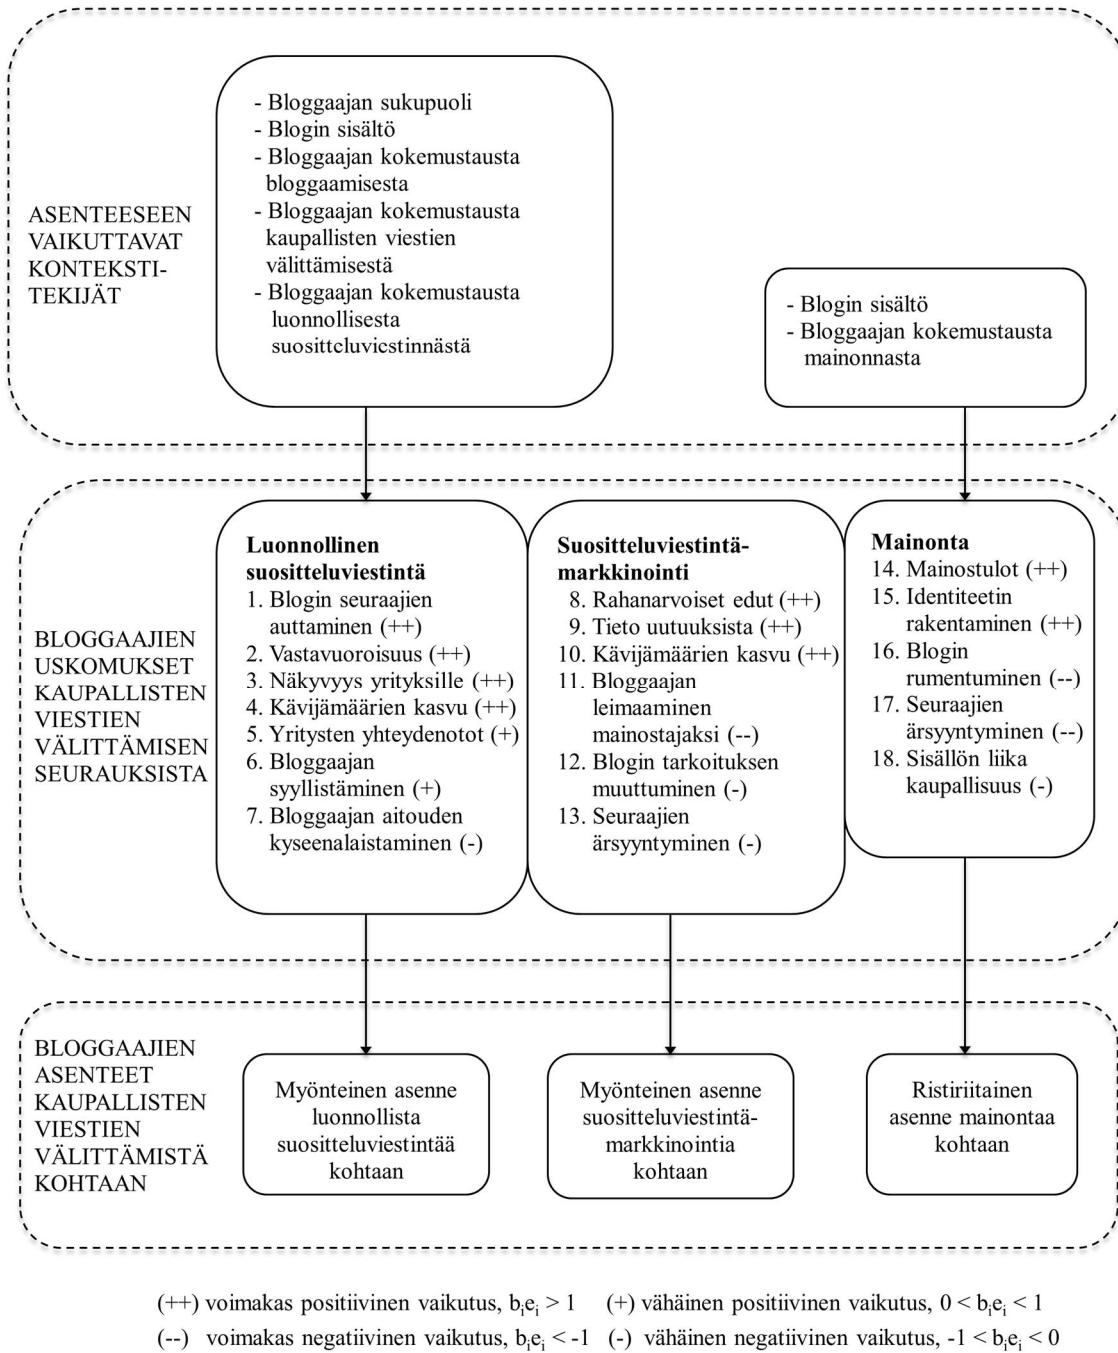 ASENTEESEEN
VAIKUTTAVAT
KONTEKSTI-
TEKIJÄT
- Bloggaajan sukupuoli
- Blogin sisältö
- Bloggaajan kokemustausta
bloggaamisesta
- Bloggaajan kokemustausta
kaupallisten viestien
välittämisestä
- Bloggaajan kokemustausta
luonnollisesta
suositteluviestinnästä
- Blogin sisältö
- Bloggaajan kokemustausta
mainonnasta
BLOGGAAJIEN
USKOMUKSET
KAUPALLISTEN
VIESTIEN
VÄLITTÄMISEN
SEURAUKSISTA
Luonnollinen
suositteluviestintä
1. Blogin seuraajien
auttaminen (++)
2. Vastavuoroisuus (++)
3. Näkyvyys yrityksille (++)
4. Kävijämäärien kasvu (++)
5. Yritysten yhteydenotot (+)
6. Bloggaajan
syyllistäminen (+)
7. Bloggaajan aitouden
kyseenalaistaminen (-)
Suositteluviestintä-
markkinointi
8. Rahanarvoiset edut (++)
9. Tieto uutuuksista (++)
10. Kävijämäärien kasvu (++)
11. Bloggaajan
leimaaminen
mainostajaksi (--)
12. Blogin tarkoituksen
muuttuminen (-)
13. Seuraajien
ärsyyntyminen (-)
Mainonta
14. Mainostulot (++)
15. Identiteetin
rakentaminen (++)
16. Blogin
rumentuminen (--)
17. Seuraajien
ärsyyntyminen (--)
18. Sisällön liika
kaupallisuus (-)
BLOGGAAJIEN
ASENTEET
KAUPALLISTEN
VIESTIEN
VÄLITTÄMISTÄ
KOHTAAN
Myönteinen asenne
luonnollista
suositteluviestintää
kohtaan
Myönteinen asenne
suositteluviestintä-
markkinointia
kohtaan
Ristiriitainen
asenne mainontaa
kohtaan
(++) voimakas positiivinen vaikutus, bᵢeᵢ > 1 (+) vähäinen positiivinen vaikutus, 0 < bᵢeᵢ < 1
(--) voimakas negatiivinen vaikutus, bᵢeᵢ < -1 (-) vähäinen negatiivinen vaikutus, -1 < bᵢeᵢ < 0